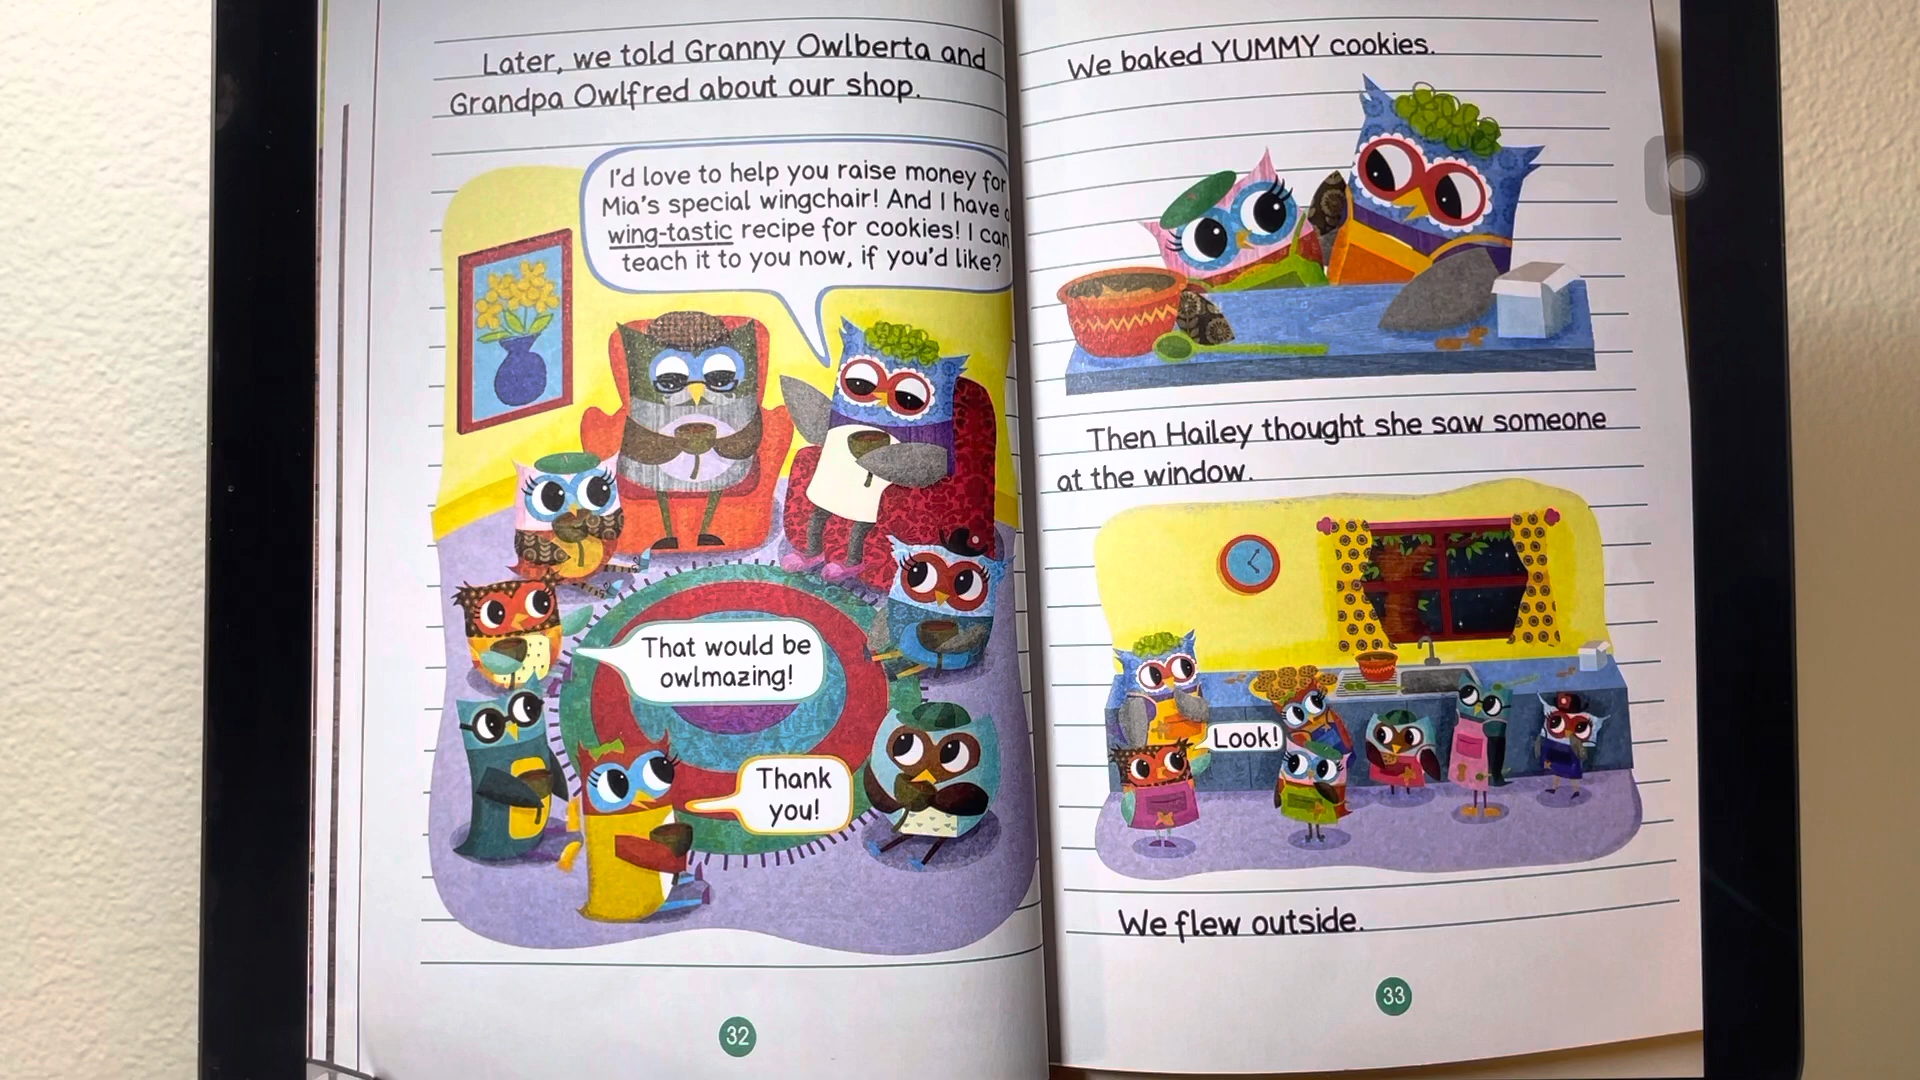 Later, we told Granny Owlberta and
Grandpa Owlfred about our shop.
I'd love to help you raise money for
Mia's special wingchair! And I have a
wing-tastic recipe for cookies! I can
teach it to you now, if you'd like?
That would be
owlmazing!
Thank
you!
32
We baked YUMMY cookies.
Then Hailey thought she saw someone
at the window.
Look!
We flew outside.
33